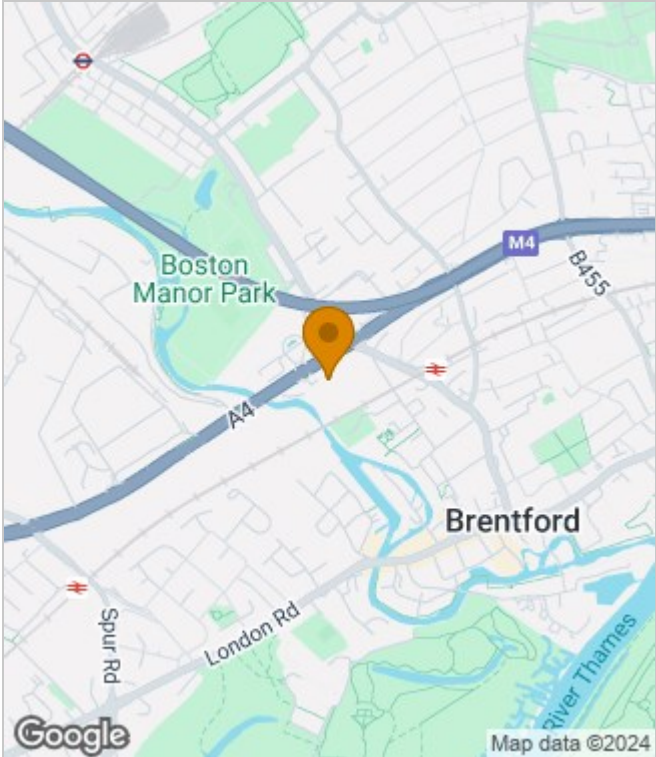 M4
B455
Boston
Manor Park
A4
Brentford
London Rd
Spur Rd
River Thames
Google
Map data ©2024